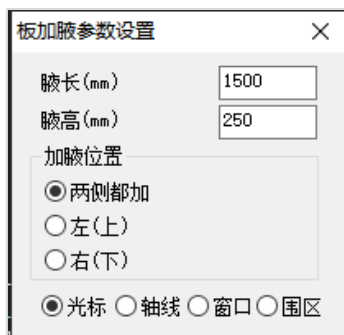 板加腋参数设置
腋长(mm) 1500
腋高(mm) 250
加腋位置
两侧都加
左(上)
右(下)
光标 轴线 窗口 围区